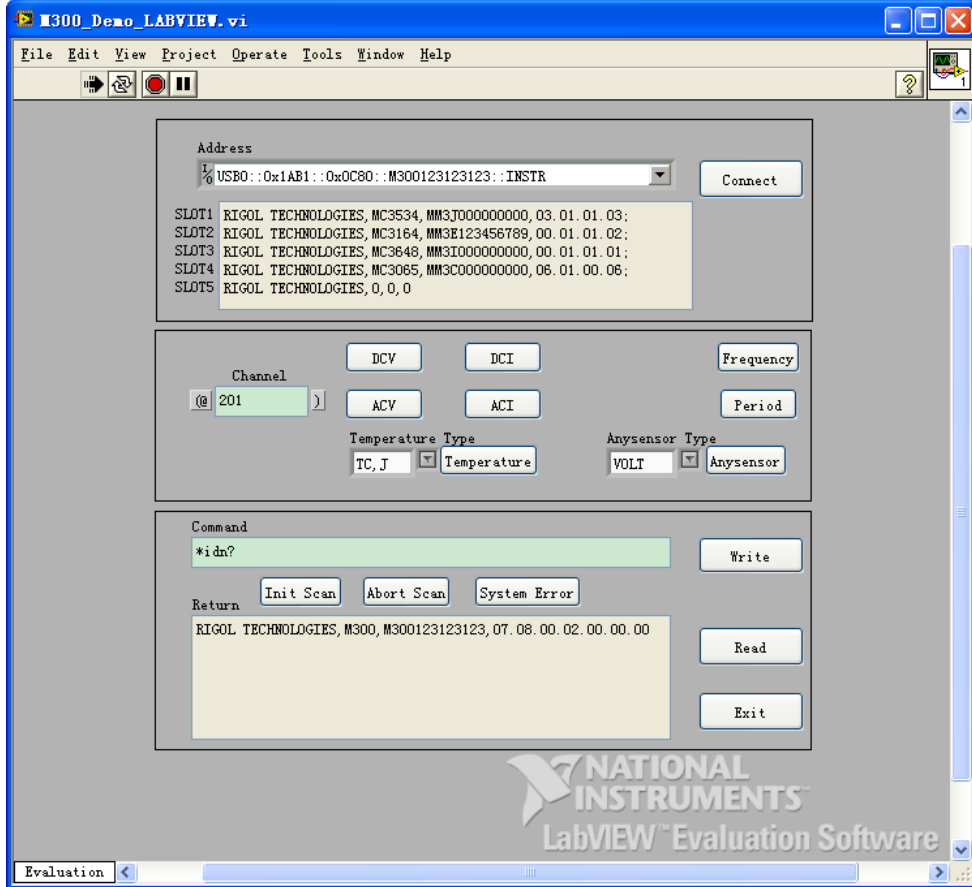 M300_Demo_LABVIEW.vi
File Edit View Project Operate Tools Window Help
1
Address
USB0::0x1AB1::0x0C80::M300123123123::INSTR
Connect
SLOT1 RIGOL TECHNOLOGIES,MC3534,MM3J000000000,03.01.01.03;
SLOT2 RIGOL TECHNOLOGIES,MC3164,MM3E123456789,00.01.01.02;
SLOT3 RIGOL TECHNOLOGIES,MC3648,MM3I000000000,00.01.01.01;
SLOT4 RIGOL TECHNOLOGIES,MC3065,MM3C000000000,06.01.00.06;
SLOT5 RIGOL TECHNOLOGIES,0,0,0
DCV DCI Frequency
Channel
(@ 201 ) ACV ACI Period
Temperature Type Anysensor Type
TC,J Temperature VOLT Anysensor
Command
*idn? Write
Init Scan Abort Scan System Error
Return
RIGOL TECHNOLOGIES,M300,M300123123123,07.08.00.02.00.00.00
Read
Exit
NATIONAL
INSTRUMENTS
LabVIEW™ Evaluation Software
Evaluation